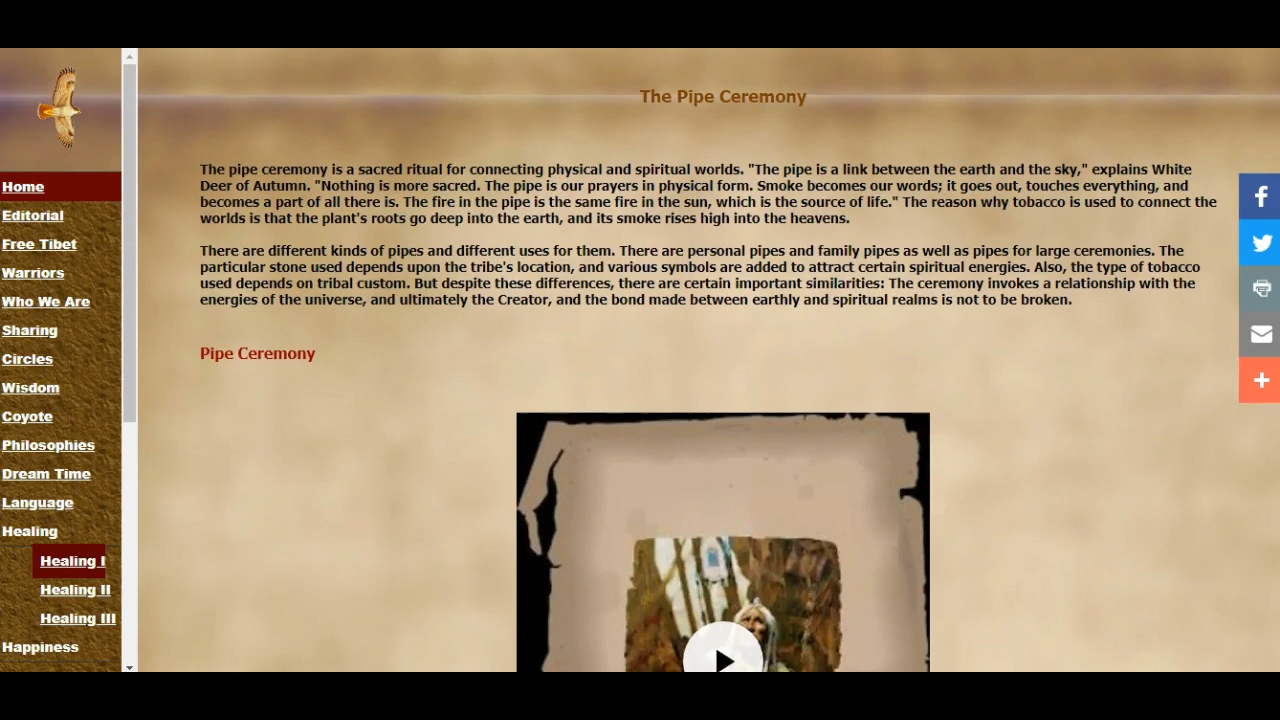 The Pipe Ceremony
Home
Editorial
Free Tibet
Warriors
Who We Are
Sharing
Circles
Wisdom
Coyote
Philosophies
Dream Time
Language
Healing
Healing I
Healing II
Healing III
Happiness
The pipe ceremony is a sacred ritual for connecting physical and spiritual worlds. "The pipe is a link between the earth and the sky," explains White
Deer of Autumn. "Nothing is more sacred. The pipe is our prayers in physical form. Smoke becomes our words; it goes out, touches everything, and
becomes a part of all there is. The fire in the pipe is the same fire in the sun, which is the source of life." The reason why tobacco is used to connect the
worlds is that the plant's roots go deep into the earth, and its smoke rises high into the heavens.
There are different kinds of pipes and different uses for them. There are personal pipes and family pipes as well as pipes for large ceremonies. The
particular stone used depends upon the tribe's location, and various symbols are added to attract certain spiritual energies. Also, the type of tobacco
used depends on tribal custom. But despite these differences, there are certain important similarities: The ceremony invokes a relationship with the
energies of the universe, and ultimately the Creator, and the bond made between earthly and spiritual realms is not to be broken.
Pipe Ceremony